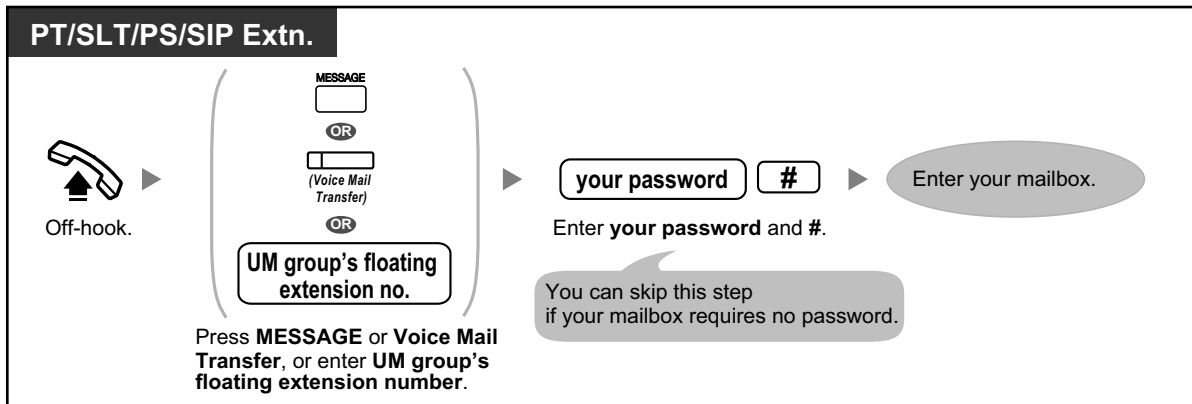 PT/SLT/PS/SIP Extn.
Off-hook.
MESSAGE
OR
(Voice Mail
Transfer)
OR
UM group's floating
extension no.
Press MESSAGE or Voice Mail
Transfer, or enter UM group's
floating extension number.
your password #
Enter your password and #.
You can skip this step
if your mailbox requires no password.
Enter your mailbox.